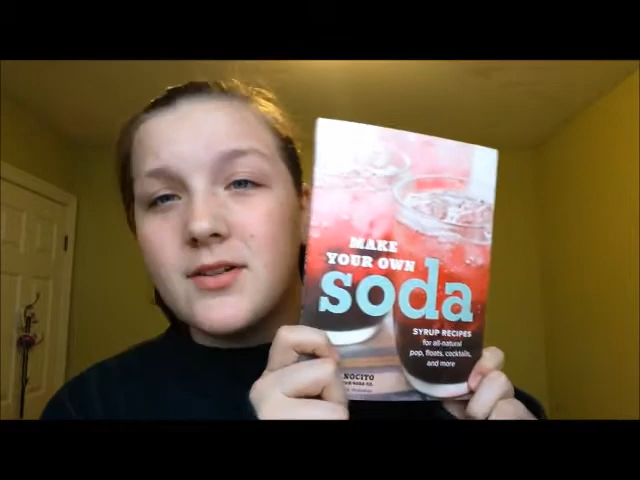 MAKE
YOUR OWN
soda
SYRUP RECIPES
for all-natural
pop, floats, cocktails,
and more
NOCITO